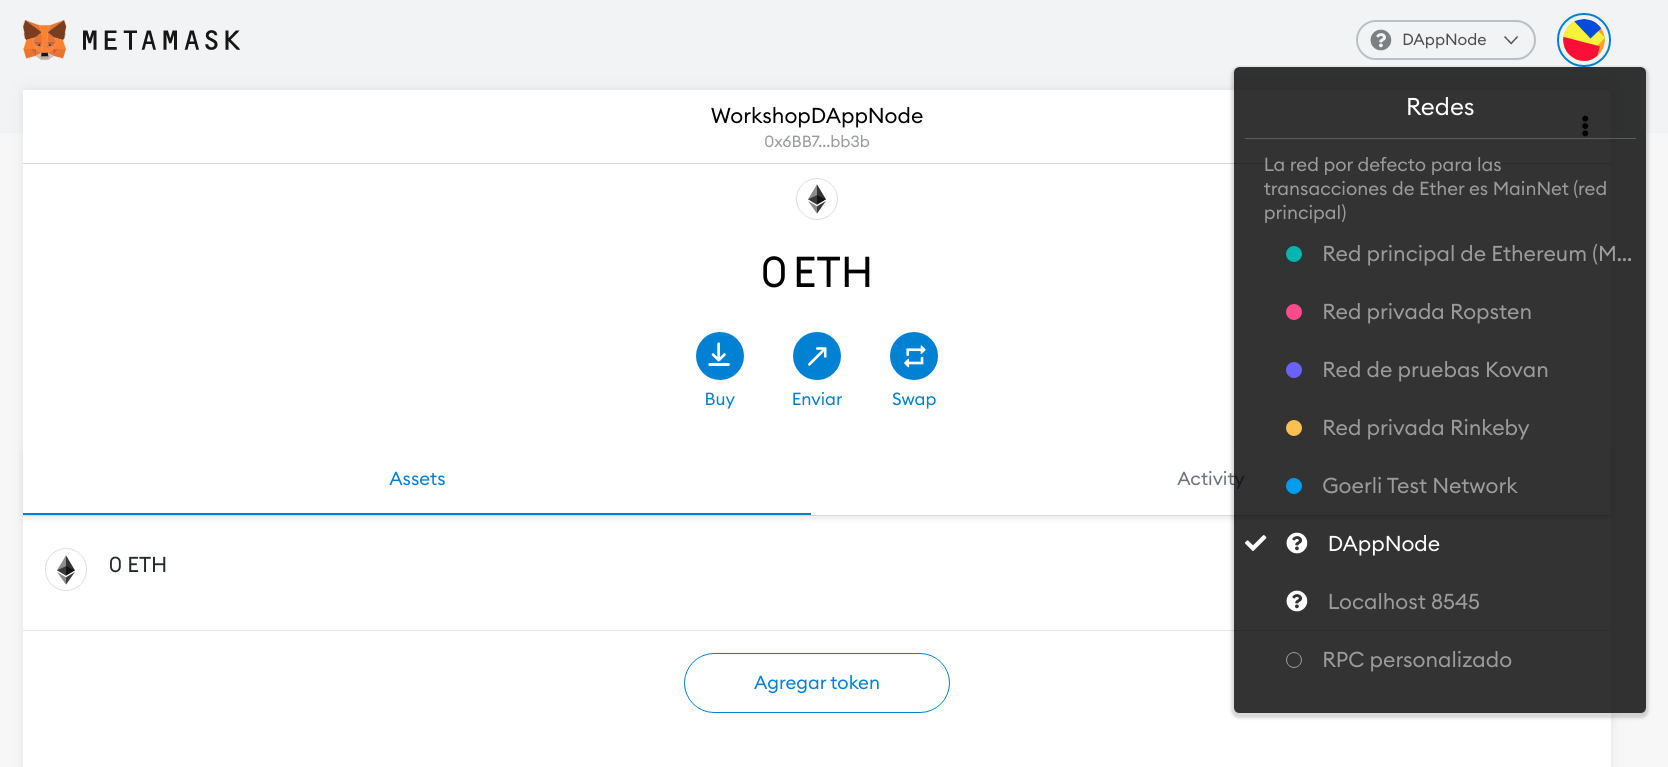 METAMASK
DAppNode
WorkshopDAppNode
0x6BB7...bb3b
0 ETH
Buy
Enviar
Swap
Assets
Activity
0 ETH
Agregar token
Redes
La red por defecto para las
transacciones de Ether es MainNet (red
principal)
Red principal de Ethereum (M...
Red privada Ropsten
Red de pruebas Kovan
Red privada Rinkeby
Goerli Test Network
DAppNode
Localhost 8545
RPC personalizado